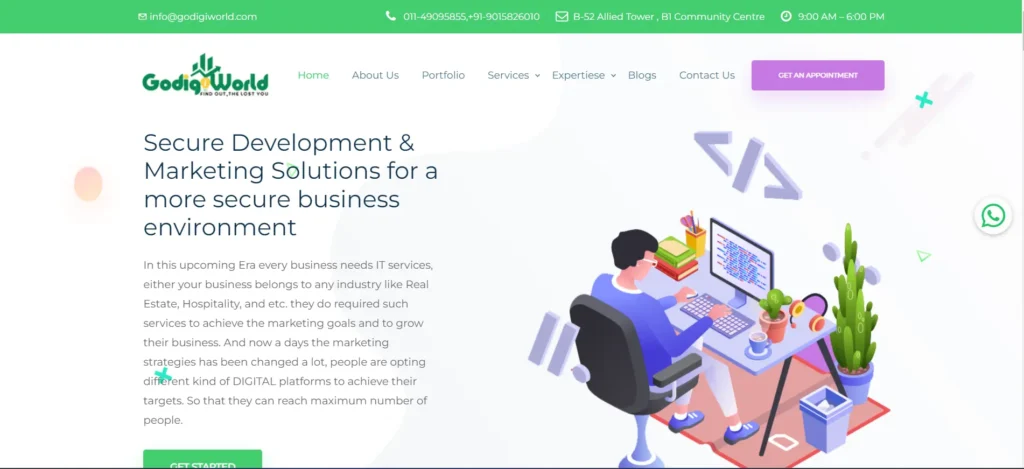 info@godigiworld.com
011-49095855,+91-9015826010
B-52 Allied Tower , B1 Community Centre
9:00 AM – 6:00 PM
GodigiWorld
FIND OUT,THE LOST YOU
Home
About Us
Portfolio
Services
Expertiese
Blogs
Contact Us
GET AN APPOINTMENT
Secure Development &
Marketing Solutions for a
more secure business
environment
In this upcoming Era every business needs IT services,
either your business belongs to any industry like Real
Estate, Hospitality, and etc. they do required such
services to achieve the marketing goals and to grow
their business. And now a days the marketing
strategies has been changed a lot, people are opting
different kind of DIGITAL platforms to achieve their
targets. So that they can reach maximum number of
people.
GET STARTED